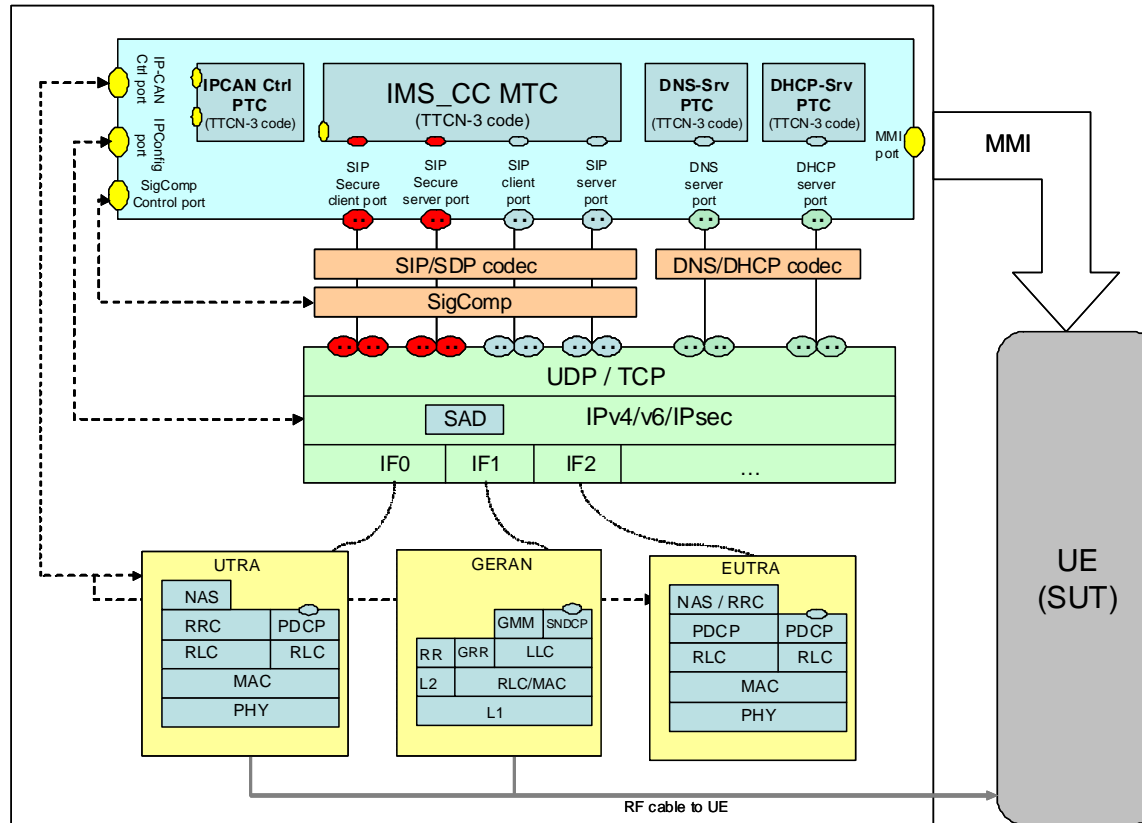 IP-CAN
Ctrl port
IPCAN Ctrl
PTC
(TTCN-3 code)
IMS_CC MTC
(TTCN-3 code)
DNS-Srv
PTC
(TTCN-3 code)
DHCP-Srv
PTC
(TTCN-3 code)
IPConfig
port
MMI
port
MMI
SigComp
Control port
SIP
Secure
client port
SIP
Secure
server port
SIP
client
port
SIP
server
port
DNS
server
port
DHCP
server
port
SIP/SDP codec
DNS/DHCP codec
SigComp
UDP / TCP
SAD
IPv4/v6/IPsec
IF0
IF1
IF2
...
UTRA
NAS
RRC
PDCP
RLC
RLC
MAC
PHY
GERAN
GMM
SNDCP
RR
GRR
LLC
L2
RLC/MAC
L1
EUTRA
NAS / RRC
PDCP
PDCP
RLC
RLC
MAC
PHY
UE
(SUT)
RF cable to UE